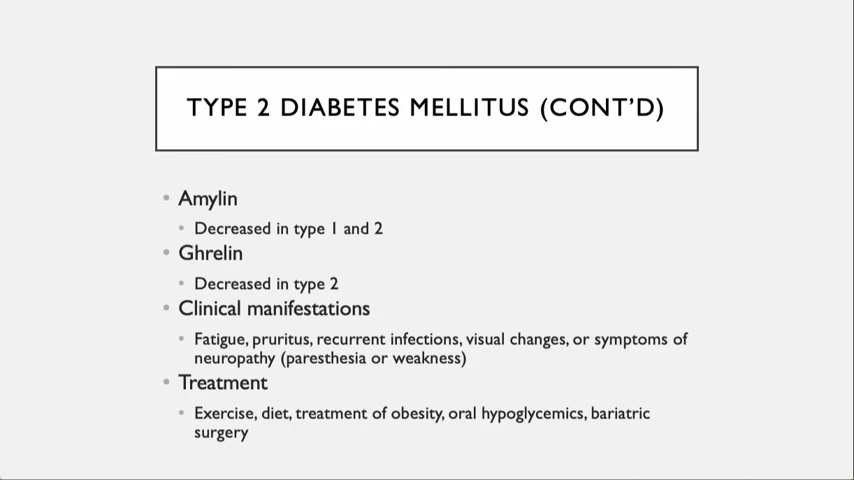 TYPE 2 DIABETES MELLITUS (CONT'D)
• Amylin
• Decreased in type 1 and 2
• Ghrelin
• Decreased in type 2
• Clinical manifestations
• Fatigue, pruritus, recurrent infections, visual changes, or symptoms of
neuropathy (paresthesia or weakness)
• Treatment
• Exercise, diet, treatment of obesity, oral hypoglycemics, bariatric
surgery